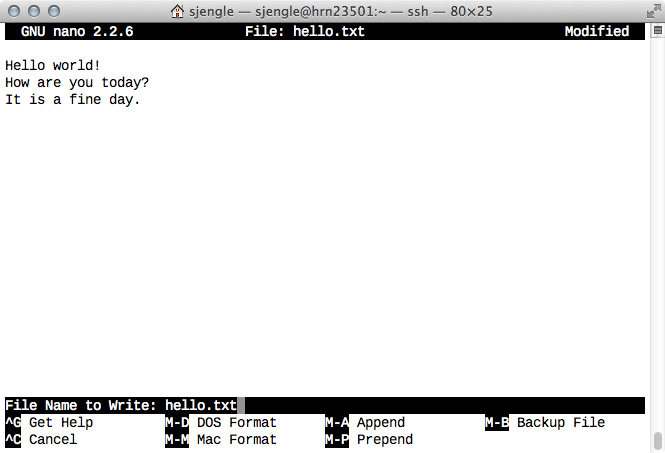 sjengle — sjengle@hrn23501:~ — ssh — 80×25
GNU nano 2.2.6 File: hello.txt Modified
Hello world!
How are you today?
It is a fine day.
File Name to Write: hello.txt
^G Get Help M-D DOS Format M-A Append M-B Backup File
^C Cancel M-M Mac Format M-P Prepend